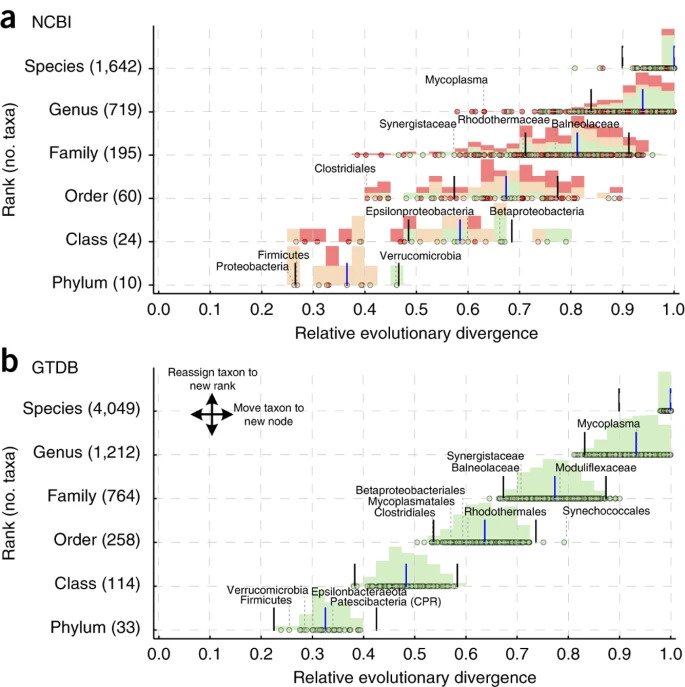 a NCBI
Rank (no. taxa)
Species (1,642)
Mycoplasma
Genus (719)
Synergistaceae Rhodothermaceae Balneolaceae
Family (195)
Clostridiales
Order (60)
Epsilonproteobacteria Betaproteobacteria
Class (24)
Firmicutes Verrucomicrobia
Proteobacteria
Phylum (10)
0.0 0.1 0.2 0.3 0.4 0.5 0.6 0.7 0.8 0.9 1.0
Relative evolutionary divergence
b GTDB
Rank (no. taxa)
Reassign taxon to
new rank
Move taxon to
new node
Species (4,049)
Mycoplasma
Genus (1,212)
Synergistaceae
Balneolaceae Moduliflexaceae
Family (764)
Betaproteobacteriales
Mycoplasmatales
Clostridiales Rhodothermales Synechococcales
Order (258)
Class (114)
Verrucomicrobia Epsilonbacteraeota
Firmicutes Patescibacteria (CPR)
Phylum (33)
0.0 0.1 0.2 0.3 0.4 0.5 0.6 0.7 0.8 0.9 1.0
Relative evolutionary divergence